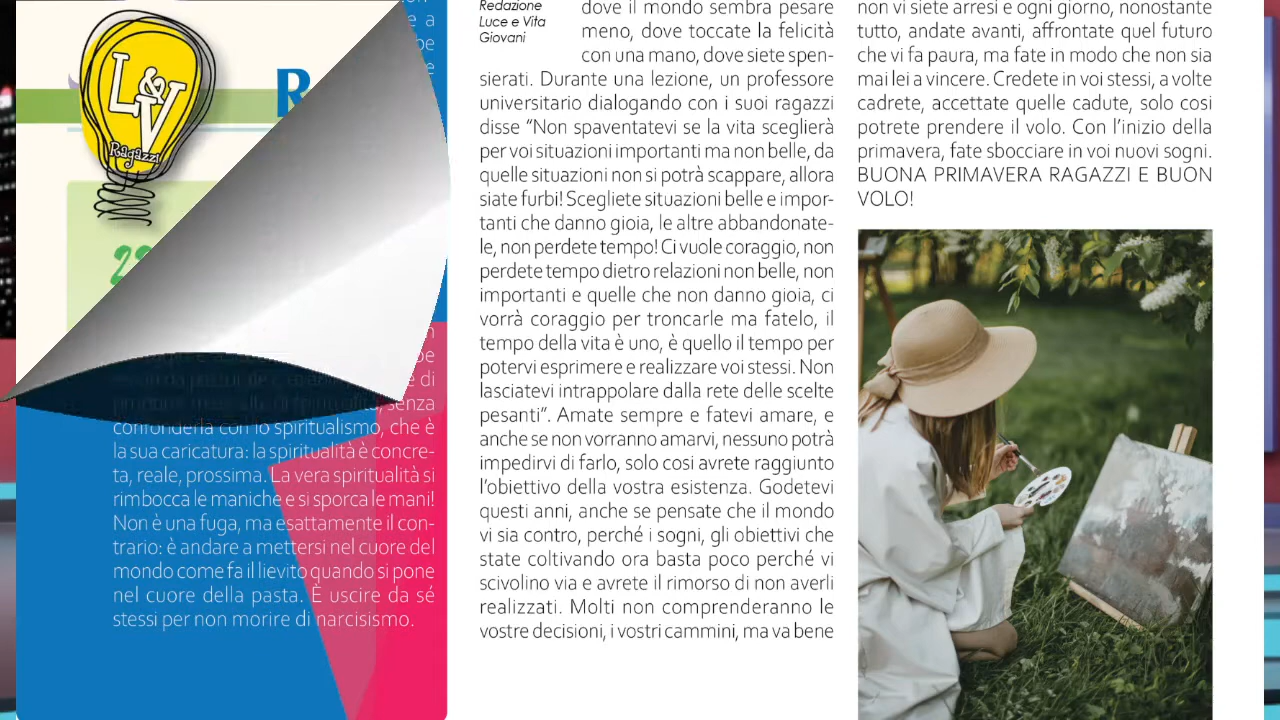 L&V
Ragazzi
R
22
stessi per non morire di narcisismo.
senza
confonderla con lo spiritualismo, che è
la sua caricatura: la spiritualità è concre-
ta, reale, prossima. La vera spiritualità si
rimbocca le maniche e si sporca le mani!
Non è una fuga, ma esattamente il con-
trario: è andare a mettersi nel cuore del
mondo come fa il lievito quando si pone
nel cuore della pasta. È uscire da sé
stessi per non morire di narcisismo.
Redazione
Luce e Vita
Giovani
dove il mondo sembra pesare
meno, dove toccate la felicità
con una mano, dove siete spen-
sierati. Durante una lezione, un professore
universitario dialogando con i suoi ragazzi
disse “Non spaventatevi se la vita sceglierà
per voi situazioni importanti ma non belle, da
quelle situazioni non si potrà scappare, allora
siate furbi! Scegliete situazioni belle e impor-
tanti che danno gioia, le altre abbandonate-
le, non perdete tempo! Ci vuole coraggio, non
perdete tempo dietro relazioni non belle, non
importanti e quelle che non danno gioia, ci
vorrà coraggio per troncarle ma fatelo, il
tempo della vita è uno, è quello il tempo per
potervi esprimere e realizzare voi stessi. Non
lasciatevi intrappolare dalla rete delle scelte
pesanti”. Amate sempre e fatevi amare, e
anche se non vorranno amarvi, nessuno potrà
impedirvi di farlo, solo cosi avrete raggiunto
l’obiettivo della vostra esistenza. Godetevi
questi anni, anche se pensate che il mondo
vi sia contro, perché i sogni, gli obiettivi che
state coltivando ora basta poco perché vi
scivolino via e avrete il rimorso di non averli
realizzati. Molti non comprenderanno le
vostre decisioni, i vostri cammini, ma va bene
non vi siete arresi e ogni giorno, nonostante
tutto, andate avanti, affrontate quel futuro
che vi fa paura, ma fate in modo che non sia
mai lei a vincere. Credete in voi stessi, a volte
cadrete, accettate quelle cadute, solo cosi
potrete prendere il volo. Con l’inizio della
primavera, fate sbocciare in voi nuovi sogni.
BUONA PRIMAVERA RAGAZZI E BUON
VOLO!